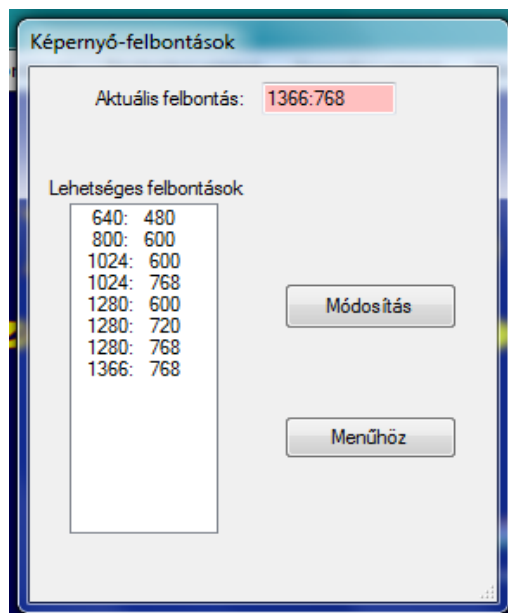 Képernyő-felbontások
Aktuális felbontás: 1366:768
Lehetséges felbontások
640: 480
800: 600
1024: 600
1024: 768
1280: 600
1280: 720
1280: 768
1366: 768
Módosítás
Menűhöz